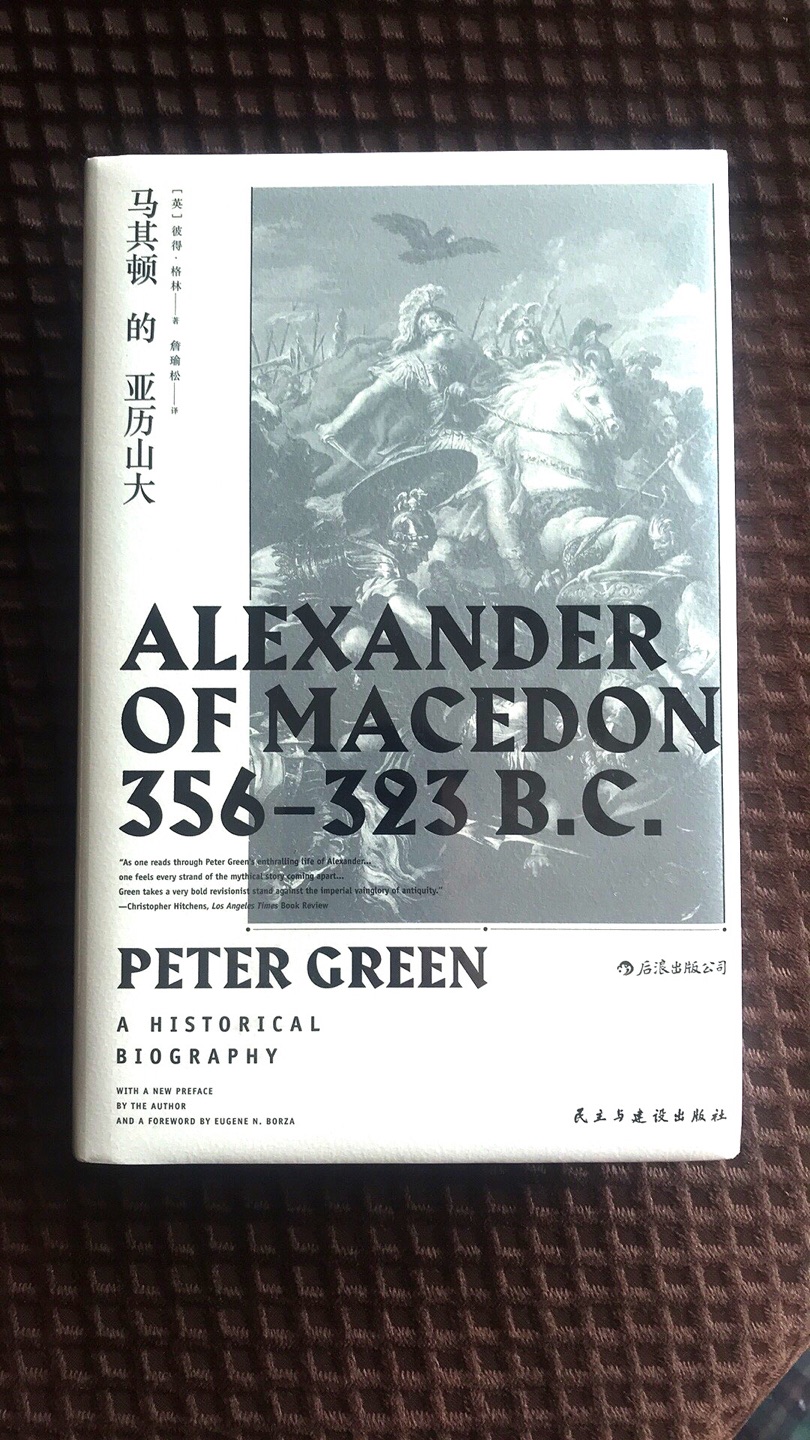 马其顿 的 亚历山大
[英]彼得·格林——著 詹瑜松——译
ALEXANDER
OF MACEDON
356–323 B.C.
“As one reads through Peter Green's enthralling life of Alexander...
one feels every strand of the mythical story coming apart...
Green takes a very bold revisionist stand against the imperial vainglory of antiquity.”
—Christopher Hitchens, Los Angeles Times Book Review
PETER GREEN
后浪出版公司
A HISTORICAL
BIOGRAPHY
WITH A NEW PREFACE
BY THE AUTHOR
AND A FOREWORD BY EUGENE N. BORZA
民主与建设出版社